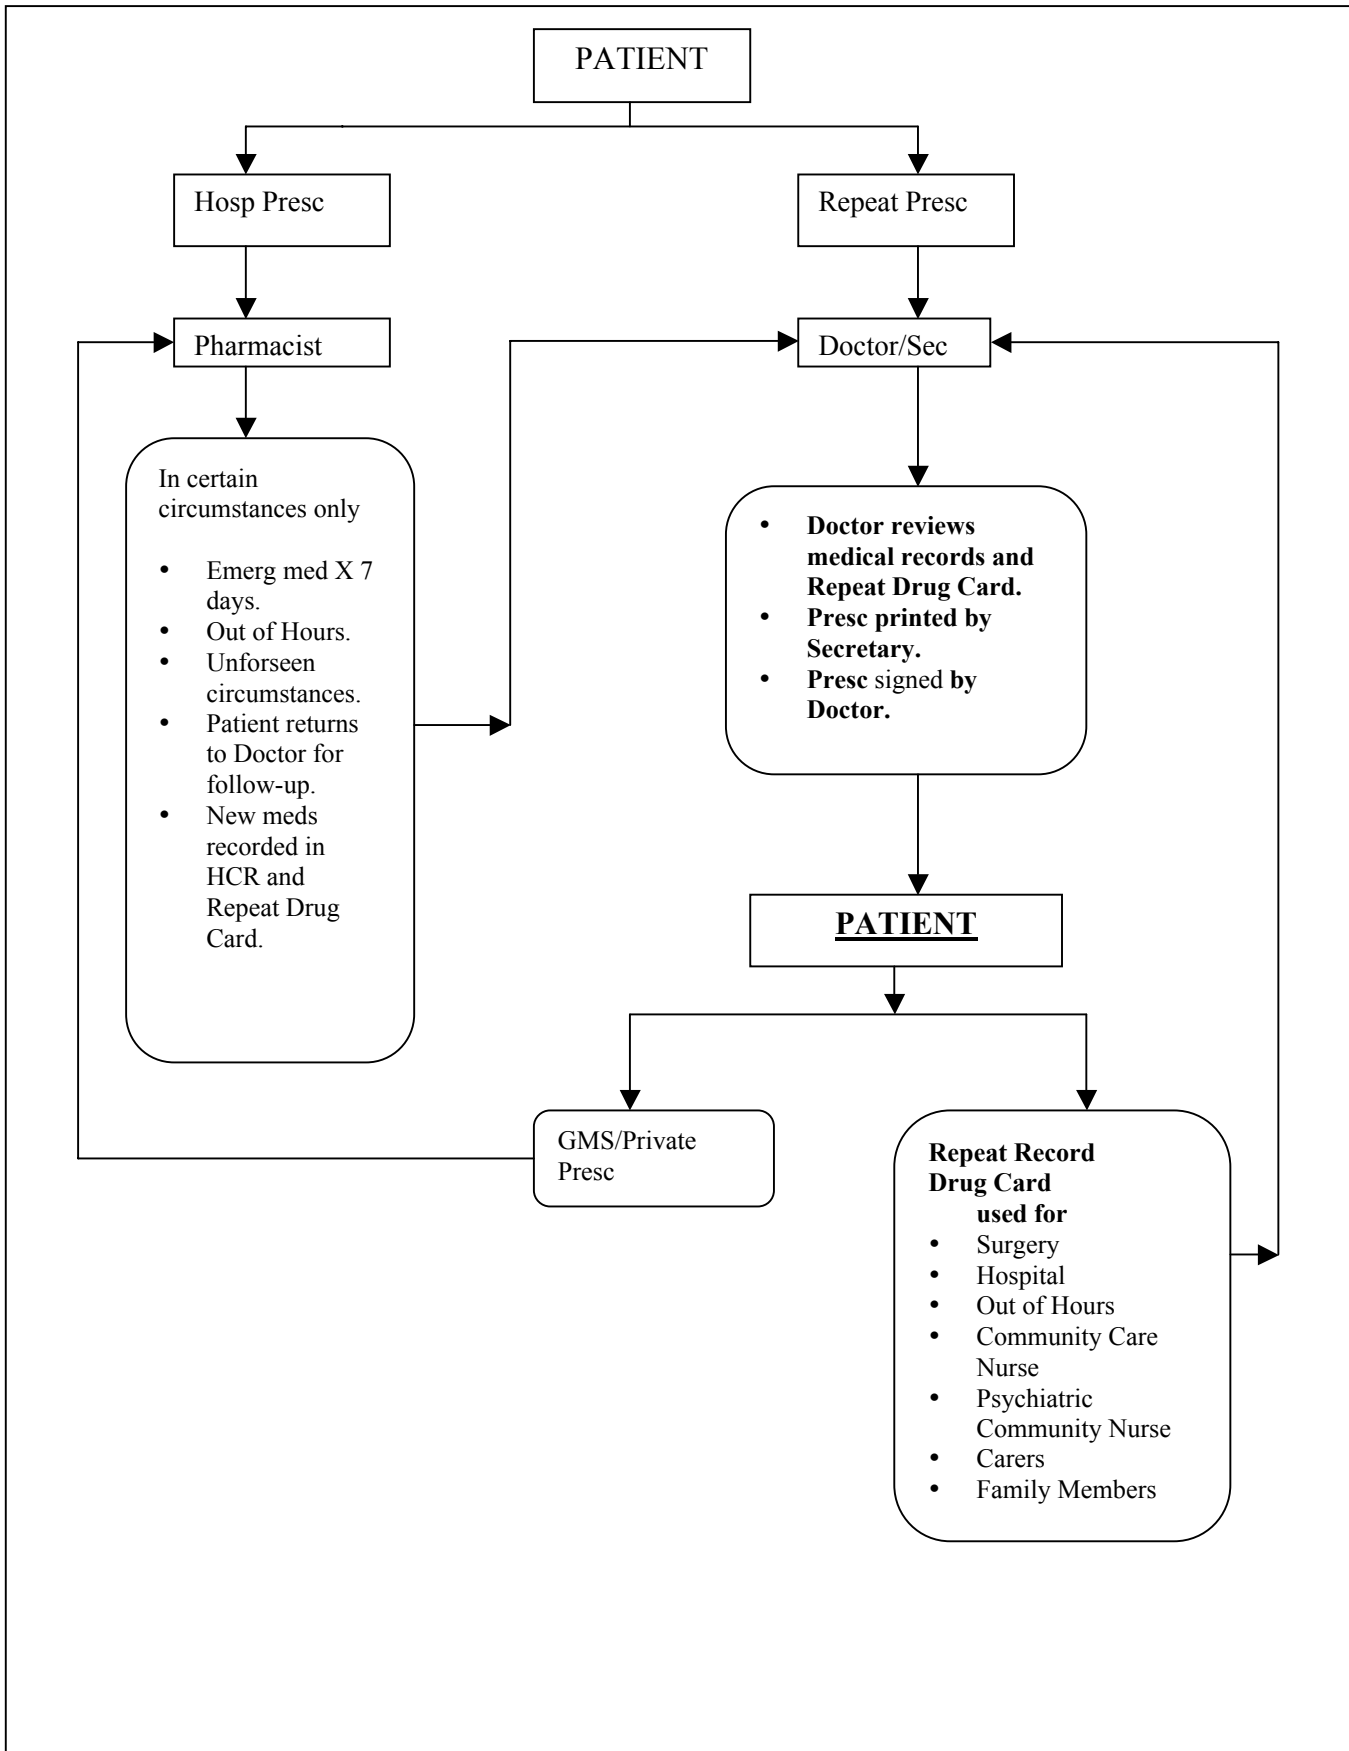 PATIENT
Hosp Presc
Repeat Presc
Pharmacist
Doctor/Sec
In certain
circumstances only
• Emerg med X 7
days.
• Out of Hours.
• Unforseen
circumstances.
• Patient returns
to Doctor for
follow-up.
• New meds
recorded in
HCR and
Repeat Drug
Card.
• Doctor reviews
medical records and
Repeat Drug Card.
• Presc printed by
Secretary.
• Presc signed by
Doctor.
PATIENT
GMS/Private
Presc
Repeat Record
Drug Card
used for
• Surgery
• Hospital
• Out of Hours
• Community Care
Nurse
• Psychiatric
Community Nurse
• Carers
• Family Members